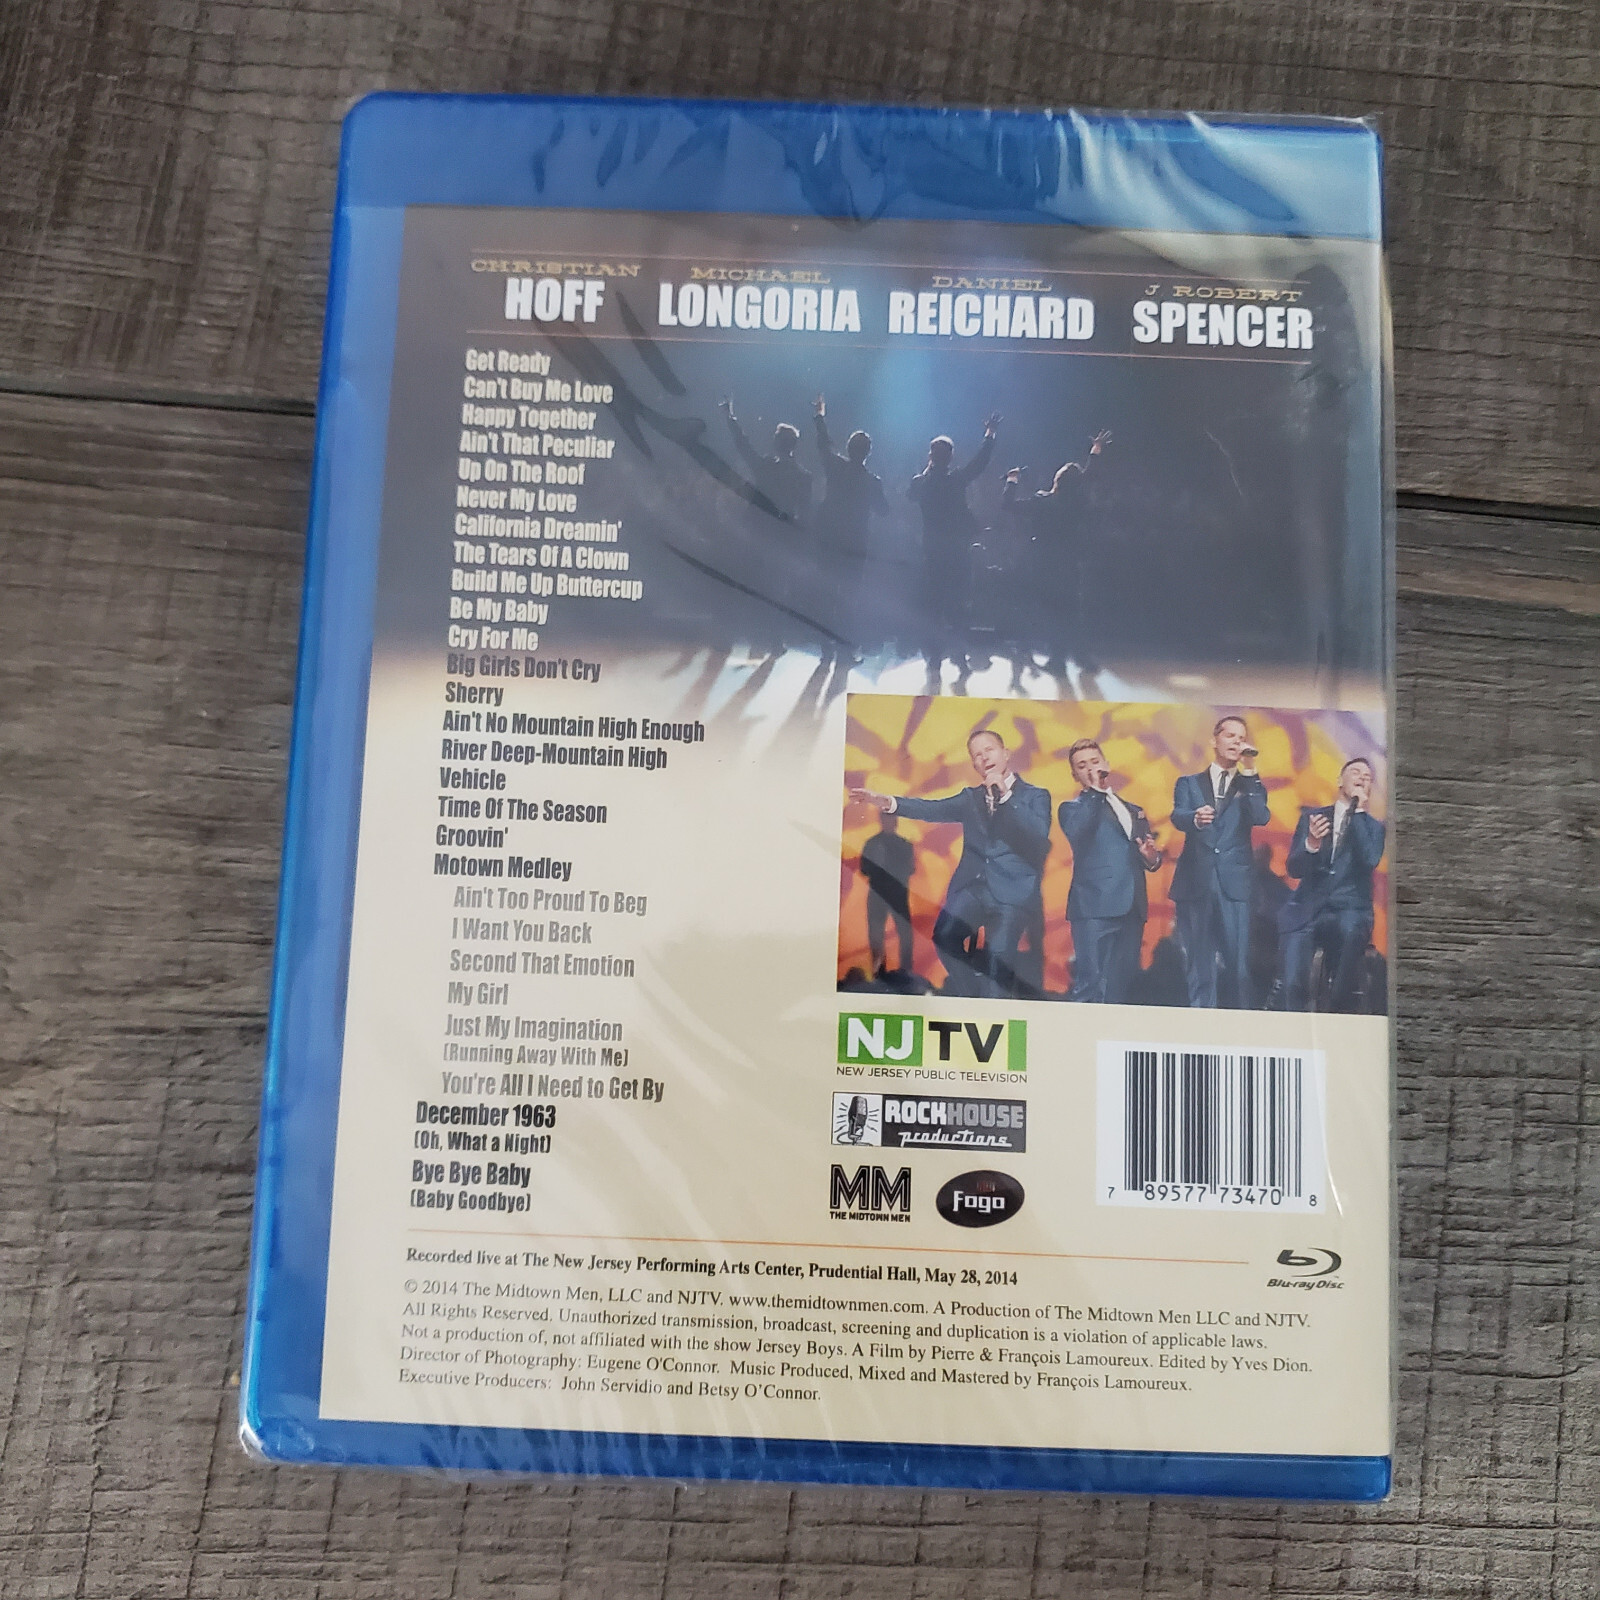 CHRISTIAN MICHAEL DANIEL J ROBERT
HOFF LONGORIA REICHARD SPENCER
Get Ready
Can't Buy Me Love
Happy Together
Ain't That Peculiar
Up On The Roof
Never My Love
California Dreamin'
The Tears Of A Clown
Build Me Up Buttercup
Be My Baby
Cry For Me
Big Girls Don't Cry
Sherry
Ain't No Mountain High Enough
River Deep-Mountain High
Vehicle
Time Of The Season
Groovin'
Motown Medley
Ain't Too Proud To Beg
I Want You Back
Second That Emotion
My Girl
Just My Imagination
(Running Away With Me)
You're All I Need to Get By
December 1963
(Oh, What a Night)
Bye Bye Baby
(Baby Goodbye)
NJTV
NEW JERSEY PUBLIC TELEVISION
ROCKHOUSE
productions
MM
THE MIDTOWN MEN
Fogo
7 89577 73470 8
Recorded live at The New Jersey Performing Arts Center, Prudential Hall, May 28, 2014
Blu-ray Disc
© 2014 The Midtown Men, LLC and NJTV. www.themidtownmen.com. A Production of The Midtown Men LLC and NJTV.
All Rights Reserved. Unauthorized transmission, broadcast, screening and duplication is a violation of applicable laws.
Not a production of, not affiliated with the show Jersey Boys. A Film by Pierre & François Lamoureux. Edited by Yves Dion.
Director of Photography: Eugene O'Connor. Music Produced, Mixed and Mastered by François Lamoureux.
Executive Producers: John Servidio and Betsy O'Connor.